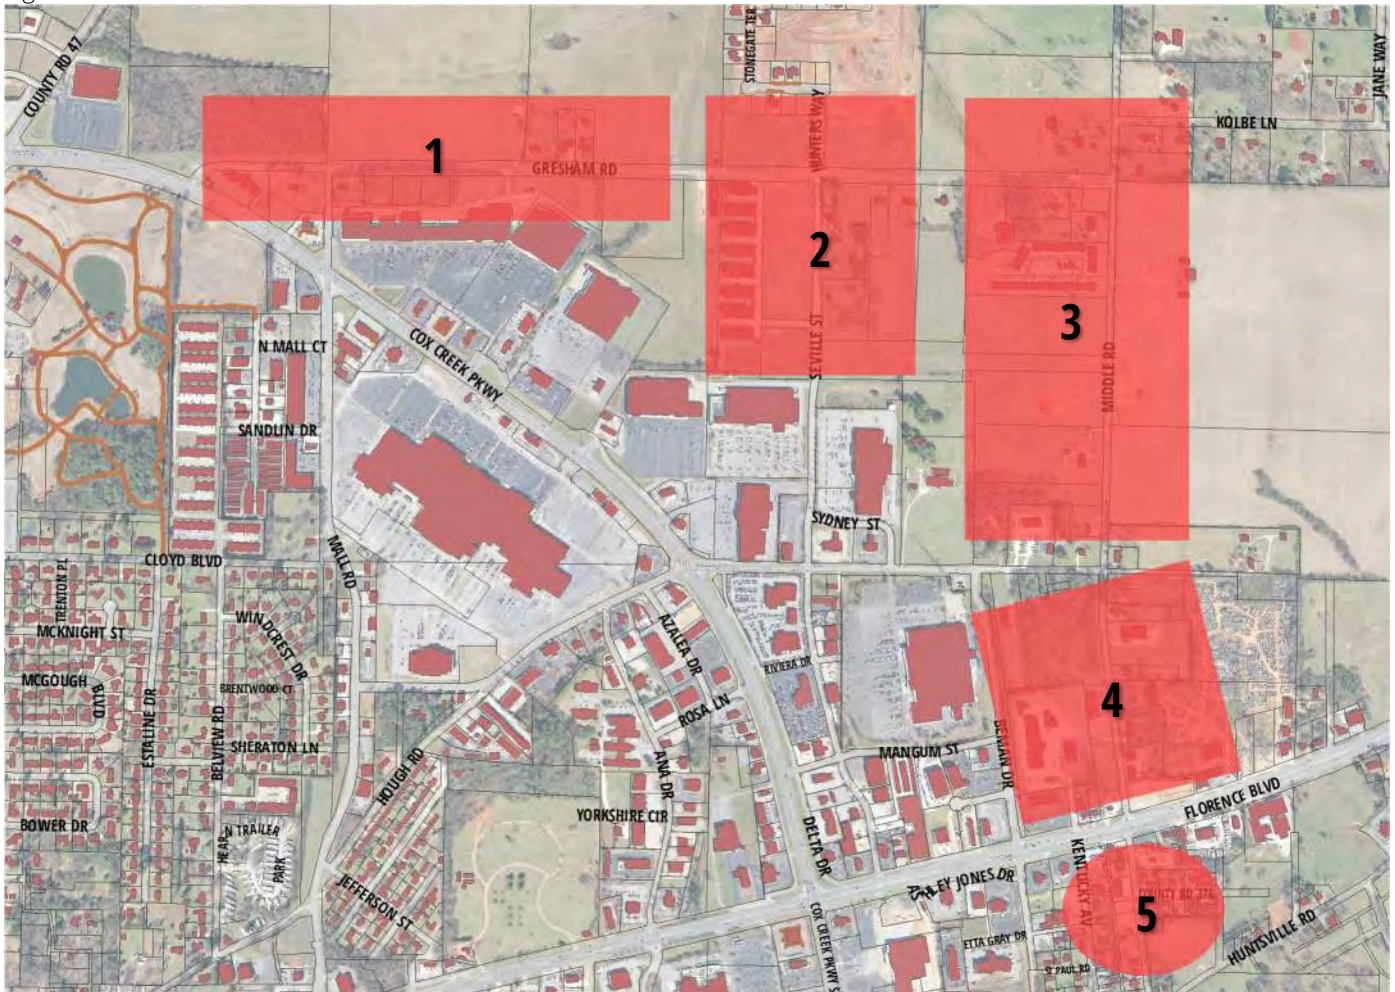 COUNTY RD 47
STONEGATE TER
JANE WAY
HUNTERS WAY
KOLBE LN
1
GRESHAM RD
2
3
SEVILLE ST
MIDDLE RD
N MALL CT
COX CREEK PKWY
SANDLIN DR
SYDNEY ST
CLOYD BLVD
MALL RD
TRENTON PL
MCKNIGHT ST
WINDCREST DR
AZALEA DR
RIVIERA DR
MCGOUGH
BLVD
BRENTWOOD CT
ROSA LN
4
ESTALINE DR
BELVIEW RD
SHERATON LN
HOUGH RD
ANA DR
MANGUM ST
BENIAN DR
FLORENCE BLVD
BOWER DR
N TRAILER
PARK
YORKSHIRE CIR
DELTA DR
KENTUCKY AV
JEFFERSON ST
LEY JONES DR
COUNTY RD 376
5
COX CREEK PKWY S
ETTA GRAY DR
HUNTSVILLE RD
ST PAUL RD